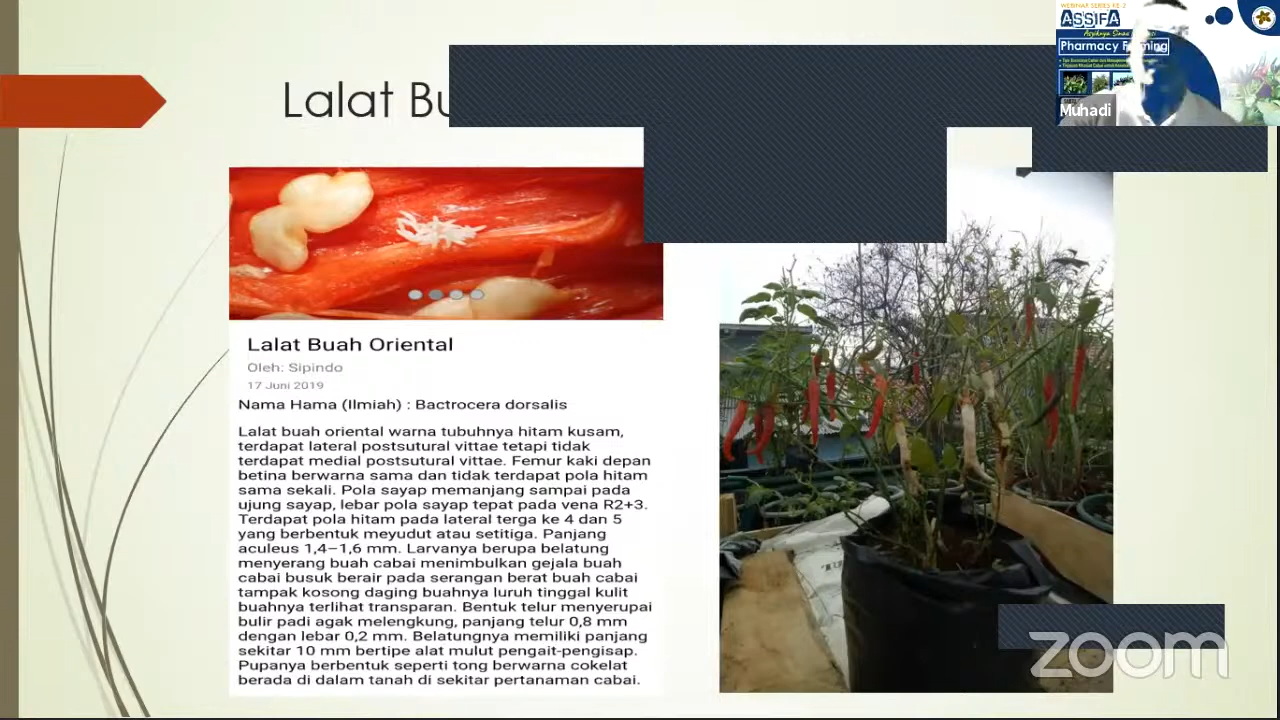 WEBINAR SERIES KE-2
ASSIFA
Pharmacy
Muhadi
Lalat
Lalat Buah Oriental
Oleh: Sipindo
17 Juni 2019
Nama Hama (Ilmiah) : Bactrocera dorsalis
Lalat buah oriental warna tubuhnya hitam kusam,
terdapat lateral postsutural vittae tetapi tidak
terdapat medial postsutural vittae. Femur kaki depan
betina berwarna sama dan tidak terdapat pola hitam
sama sekali. Pola sayap memanjang sampai pada
ujung sayap, lebar pola sayap tepat pada vena R2+3.
Terdapat pola hitam pada lateral terga ke 4 dan 5
yang berbentuk meyudut atau setitiga. Panjang
aculeus 1,4–1,6 mm. Larvanya berupa belatung
menyerang buah cabai menimbulkan gejala buah
cabai busuk berair pada serangan berat buah cabai
tampak kosong daging buahnya luruh tinggal kulit
buahnya terlihat transparan. Bentuk telur menyerupai
bulir padi agak melengkung, panjang telur 0,8 mm
dengan lebar 0,2 mm. Belatungnya memiliki panjang
sekitar 10 mm bertipe alat mulut pengait-pengisap.
Pupanya berbentuk seperti tong berwarna cokelat
berada di dalam tanah di sekitar pertanaman cabai.
zoom